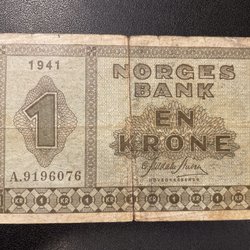 1941
NORGES
BANK
1
EN
KRONE
A.9196076
HOVEDKASSERER